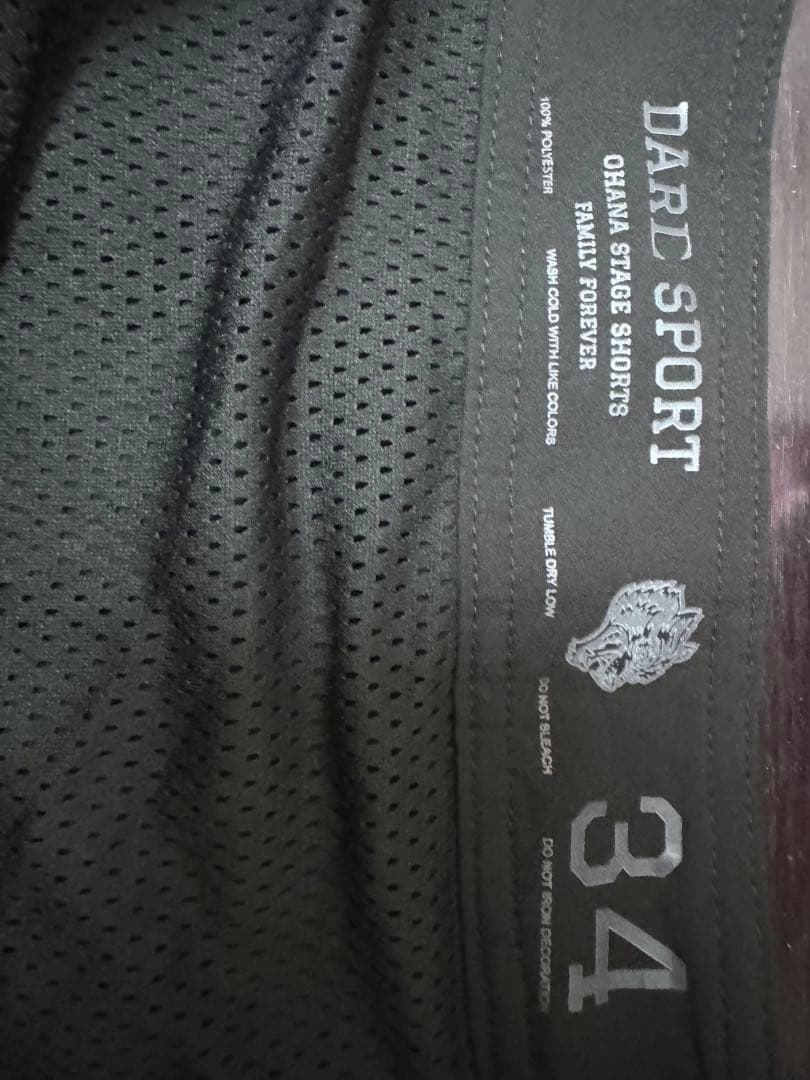 DARC SPORT
OHANA STAGE SHORTS
FAMILY FOREVER
100% POLYESTER WASH COLD WITH LIKE COLORS TUMBLE DRY LOW DO NOT BLEACH DO NOT IRON DECORATION
34